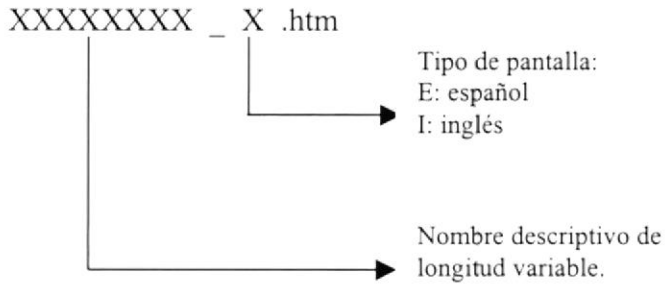 XXXXXXXX _ X .htm
Tipo de pantalla:
E: español
I: inglés
Nombre descriptivo de
longitud variable.